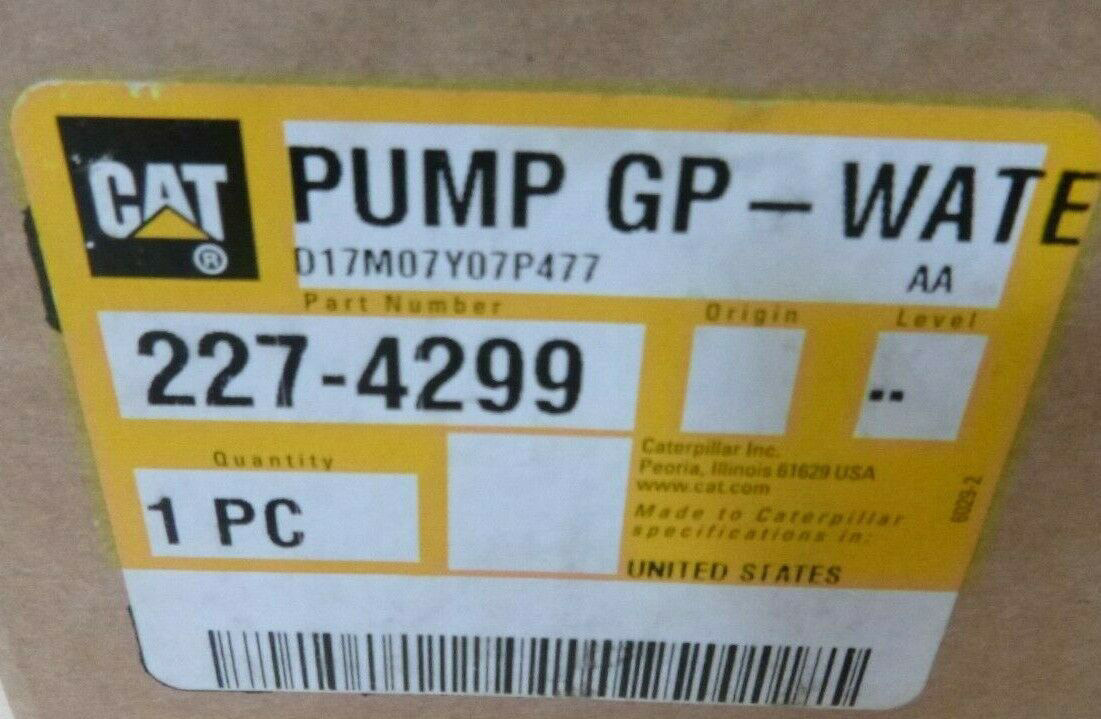 CAT®
PUMP GP - WATE
D17M07Y07P477 AA
Part Number Origin Level
227-4299 --
Quantity
1 PC
Caterpillar Inc.
Peoria, Illinois 61629 USA
www.cat.com
Made to Caterpillar
specifications in:
UNITED STATES
6029-2